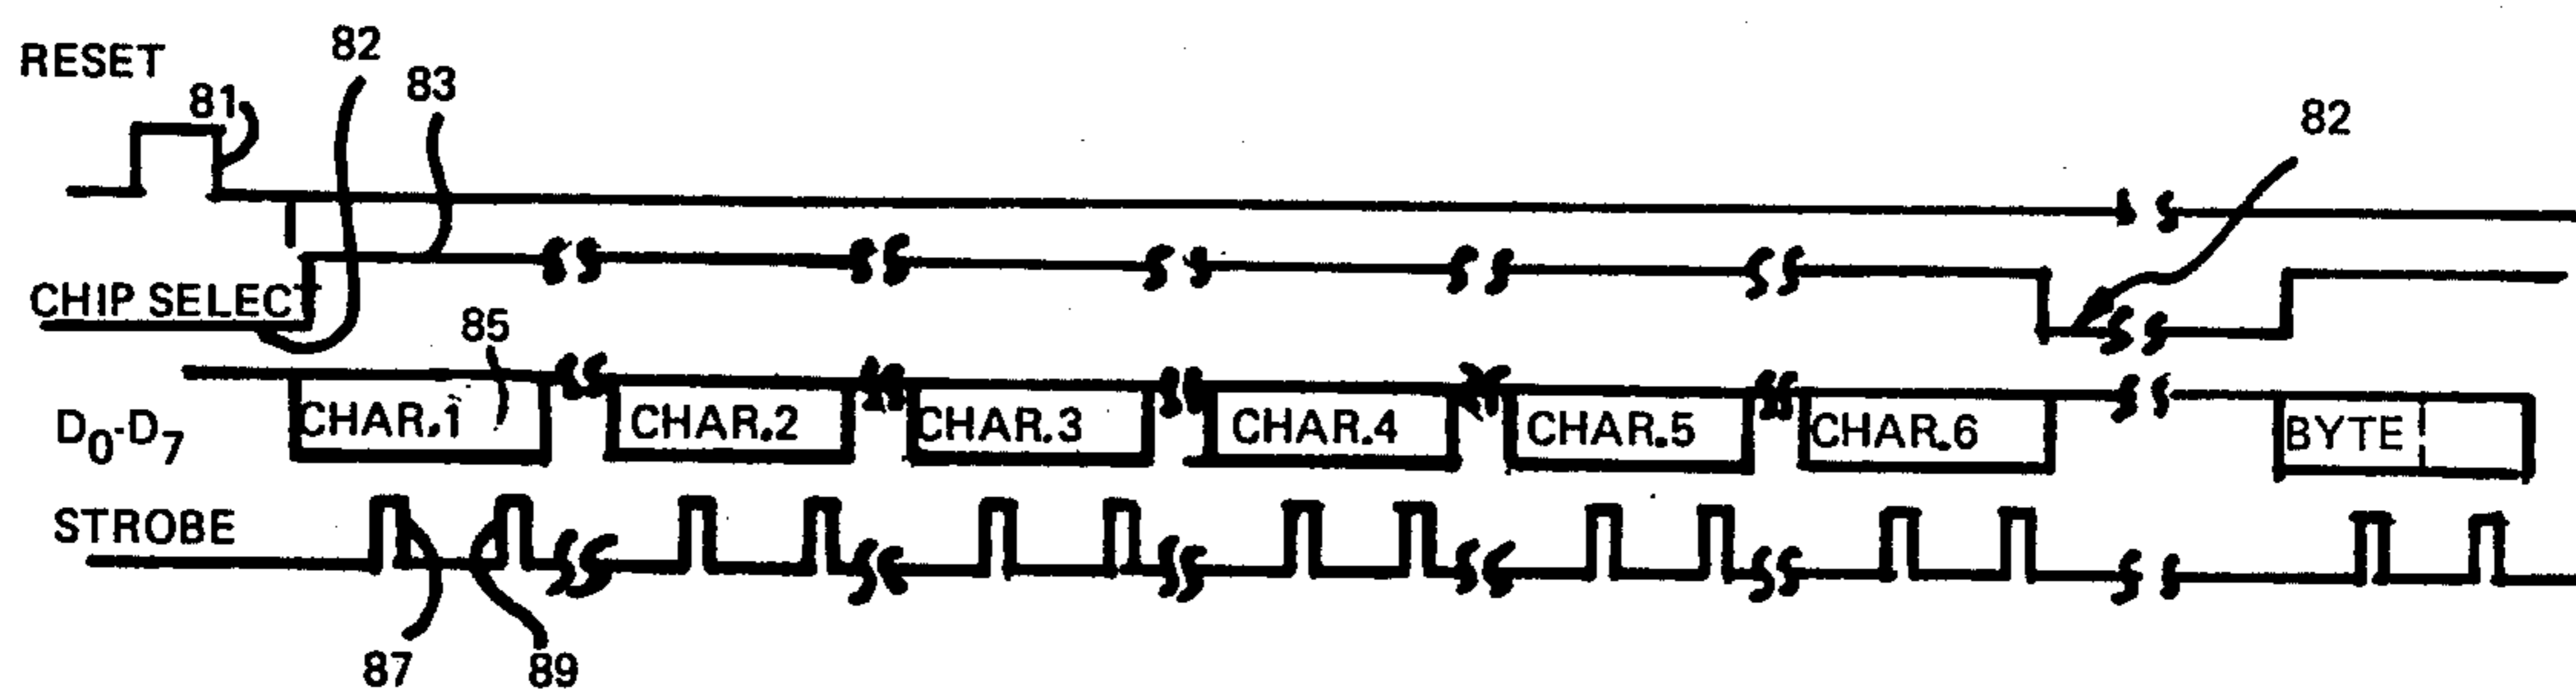 RESET
82
81
83
82
CHIP SELECT
85
D0-D7
CHAR.1
CHAR.2
CHAR.3
CHAR.4
CHAR.5
CHAR.6
BYTE
STROBE
87
89